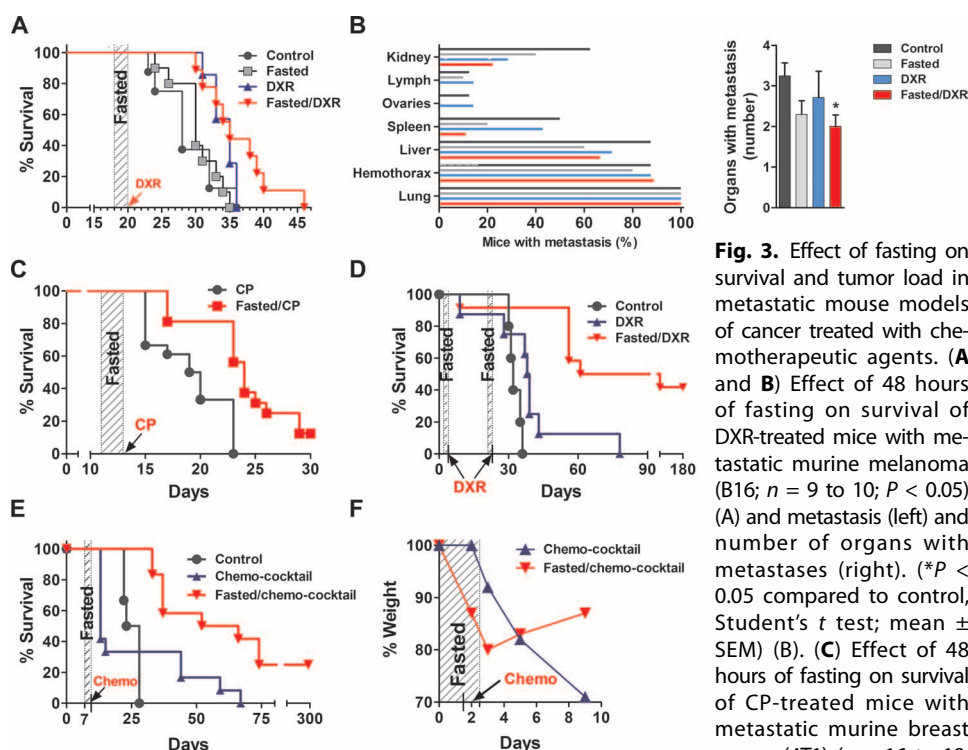 A
% Survival
100
80
60
40
20
0
Fasted
DXR
Control
Fasted
DXR
Fasted/DXR
0 15 20 25 30 35 40 45
B
Kidney
Lymph
Ovaries
Spleen
Liver
Hemothorax
Lung
0 20 40 60 80 100
Mice with metastasis (%)
Organs with metastasis
(number)
4
3
2
1
0
*
Control
Fasted
DXR
Fasted/DXR
C
% Survival
100
80
60
40
20
0
Fasted
CP
CP
Fasted/CP
0 10 15 20 25 30
Days
D
% Survival
100
80
60
40
20
0
Fasted
Fasted
DXR
Control
DXR
Fasted/DXR
0 30 60 90 180
Days
E
% Survival
100
80
60
40
20
0
Fasted
Chemo
Control
Chemo-cocktail
Fasted/chemo-cocktail
0 7 25 50 75 300
Days
F
% Weight
100
90
80
70
Fasted
Chemo
Chemo-cocktail
Fasted/chemo-cocktail
0 2 4 6 8 10
Days
Fig. 3. Effect of fasting on
survival and tumor load in
metastatic mouse models
of cancer treated with che-
motherapeutic agents. (A
and B) Effect of 48 hours
of fasting on survival of
DXR-treated mice with me-
tastatic murine melanoma
(B16; n = 9 to 10; P < 0.05)
(A) and metastasis (left) and
number of organs with
metastases (right). (*P <
0.05 compared to control,
Student's t test; mean ±
SEM) (B). (C) Effect of 48
hours of fasting on survival
of CP-treated mice with
metastatic murine breast